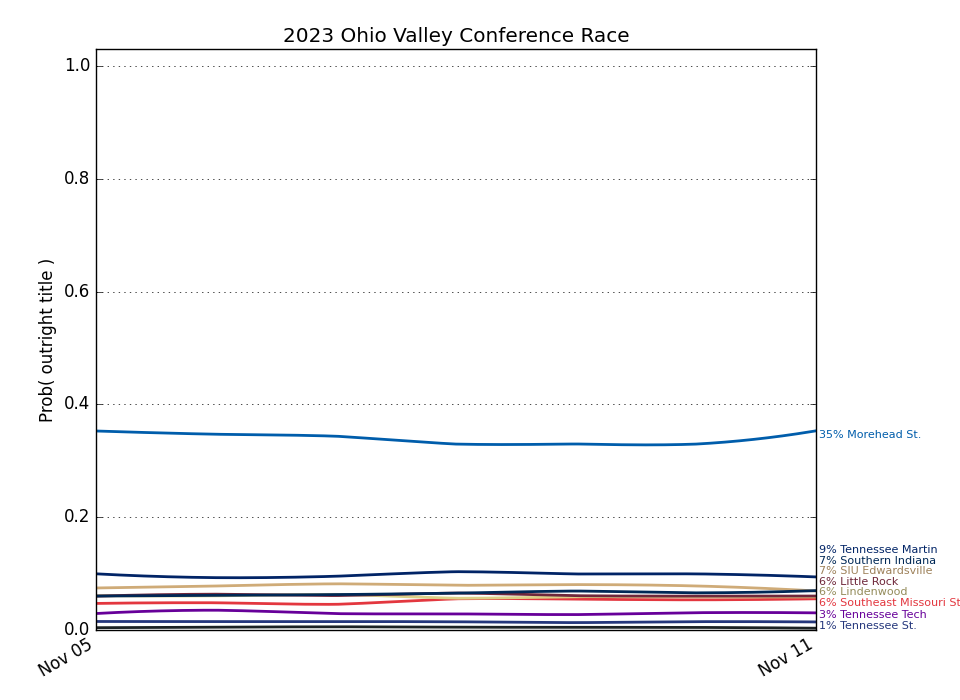 2023 Ohio Valley Conference Race
Prob( outright title )
1.0
0.8
0.6
0.4
0.2
0.0
Nov 05
Nov 11
35% Morehead St.
9% Tennessee Martin
7% Southern Indiana
7% SIU Edwardsville
6% Little Rock
6% Lindenwood
6% Southeast Missouri St
3% Tennessee Tech
1% Tennessee St.